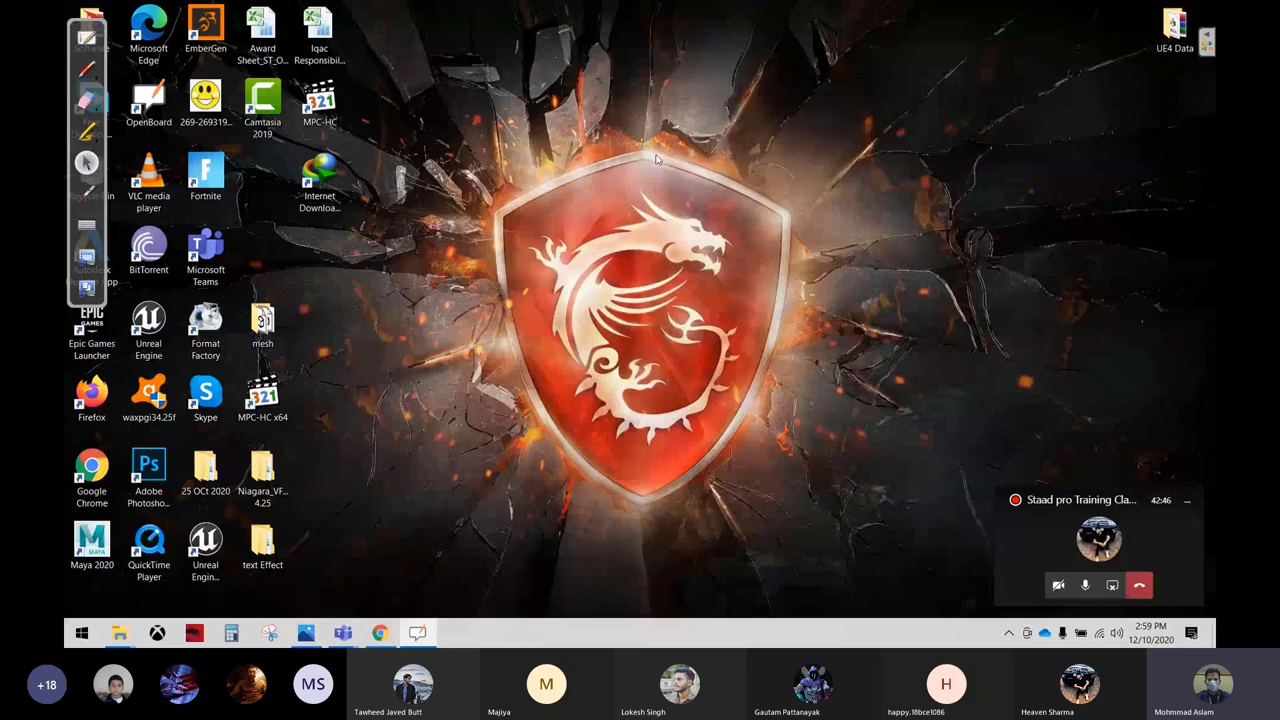 Microsoft
Edge
EmberGen
Award
Sheet_ST_O...
Iqac
Responsibil...
UE4 Data
OpenBoard
269-269319...
Camtasia
2019
MPC-HC
321
VLC media
player
Fortnite
Internet
Downloa...
BitTorrent
Microsoft
Teams
EPIC
GAMES
Epic Games
Launcher
Unreal
Engine
Format
Factory
mesh
Firefox
waxpgi34.25f
Skype
321
MPC-HC x64
Google
Chrome
Ps
Adobe
Photosho...
25 OCt 2020
Niagara_VF...
4.25
Maya 2020
QuickTime
Player
Unreal
Engin...
text Effect
Staad pro Training Cla...
42:46
2:59 PM
12/10/2020
+18
MS
Tawheed Javed Butt
M
Majiya
Lokesh Singh
Gautam Pattanayak
H
happy.18bce1086
Heaven Sharma
Mohmmad Aslam